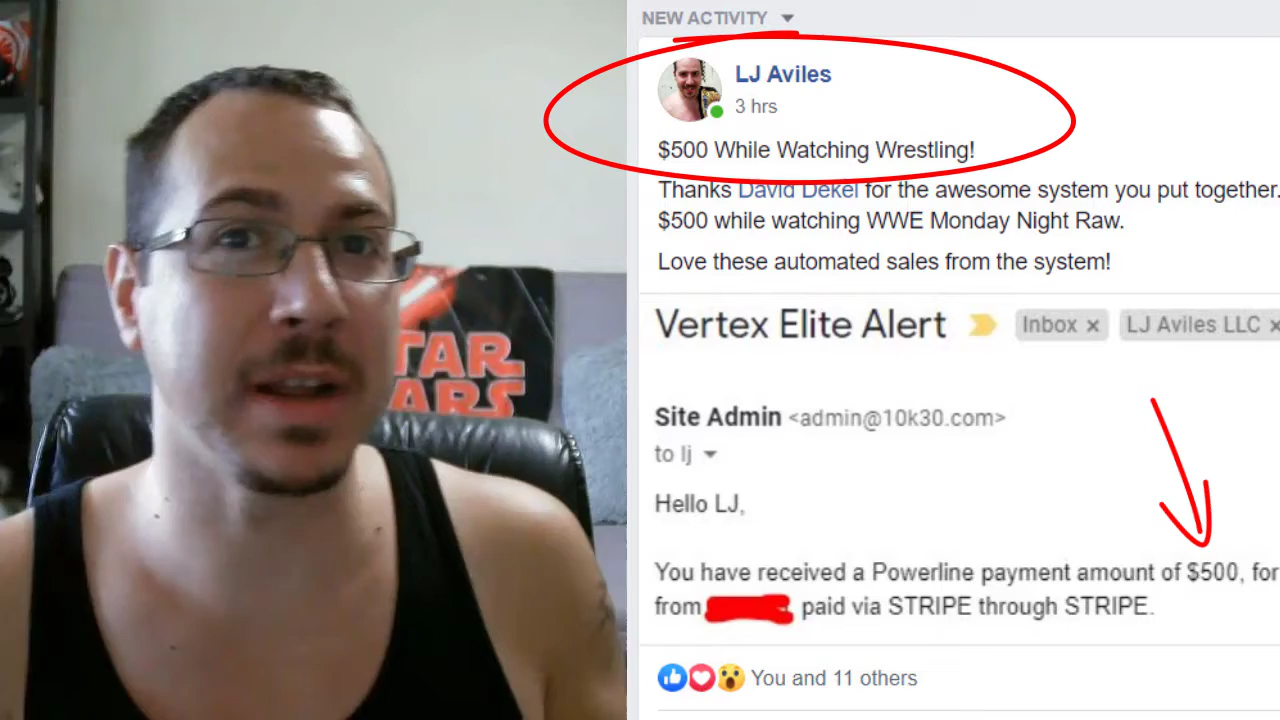 NEW ACTIVITY
LJ Aviles
3 hrs
$500 While Watching Wrestling!
Thanks David Dekel for the awesome system you put together.
$500 while watching WWE Monday Night Raw.
Love these automated sales from the system!
Vertex Elite Alert Inbox × LJ Aviles LLC ×
Site Admin <admin@10k30.com>
to lj
Hello LJ,
You have received a Powerline payment amount of $500, for
from paid via STRIPE through STRIPE.
You and 11 others
TAR
ARS